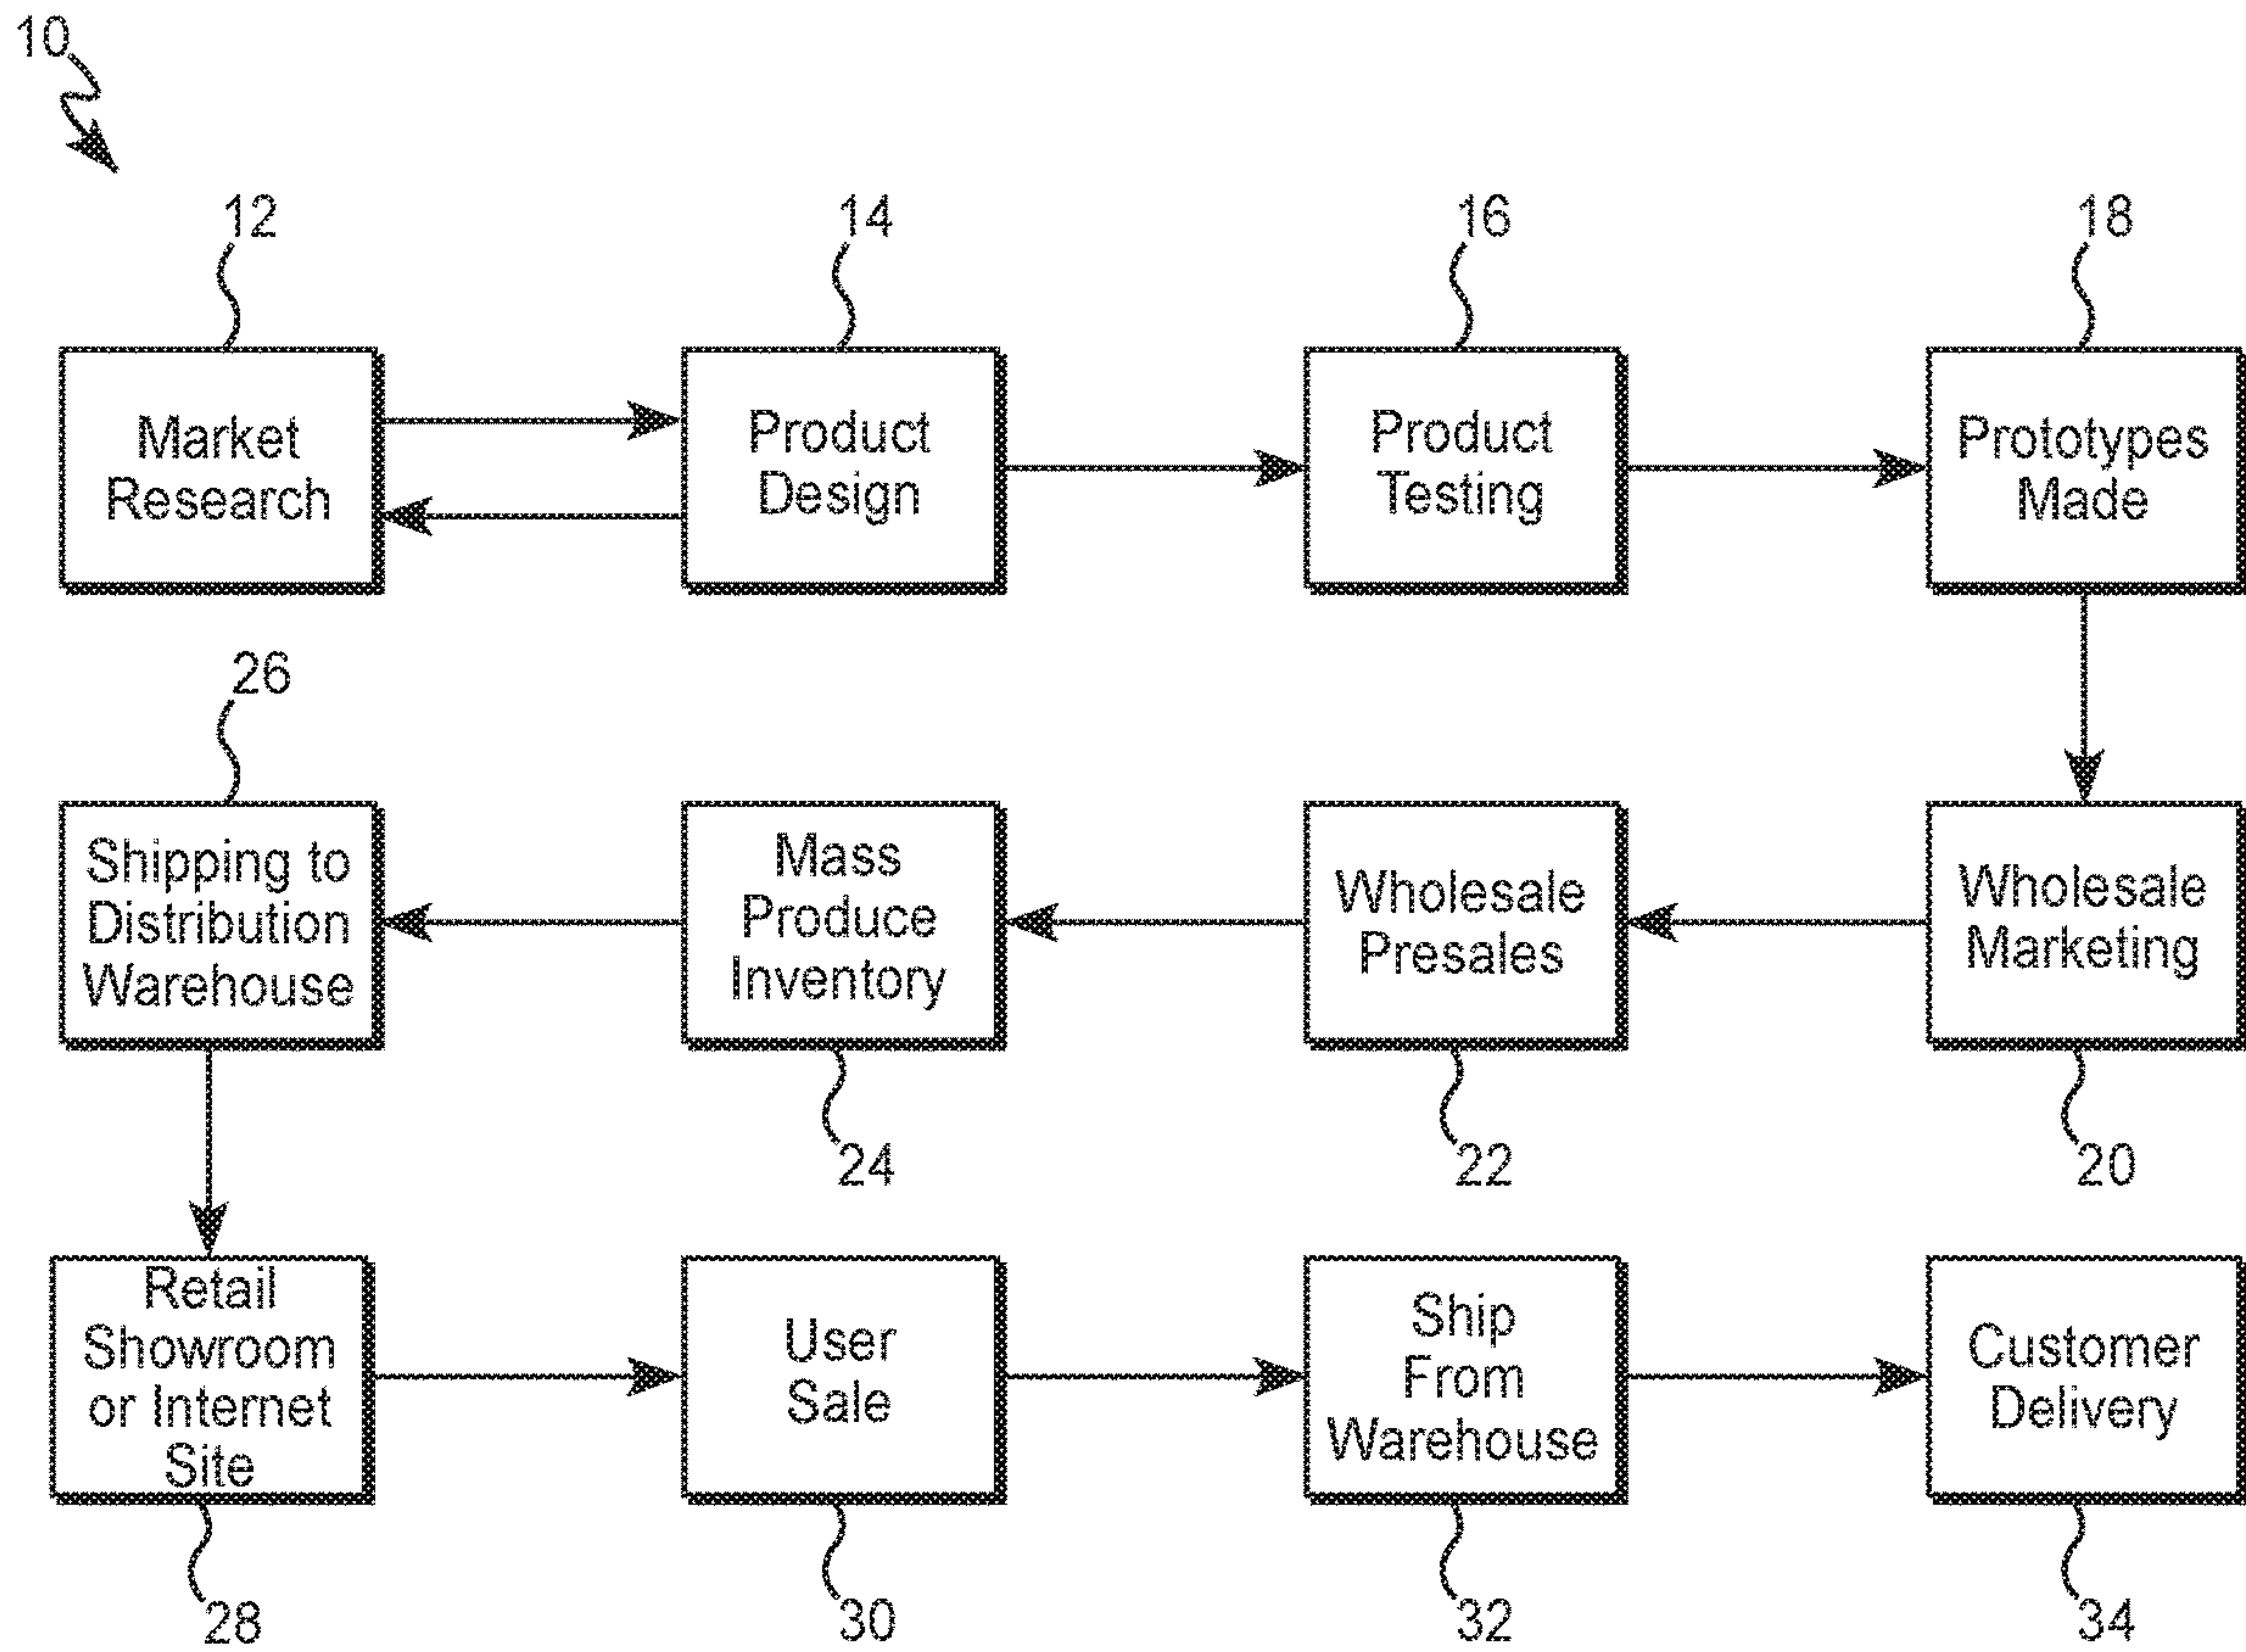 10
12
14
16
18
Market
Research
Product
Design
Product
Testing
Prototypes
Made
26
Shipping to
Distribution
Warehouse
Mass
Produce
Inventory
Wholesale
Presales
Wholesale
Marketing
24
22
20
Retail
Showroom
or Internet
Site
User
Sale
Ship
From
Warehouse
Customer
Delivery
28
30
32
34